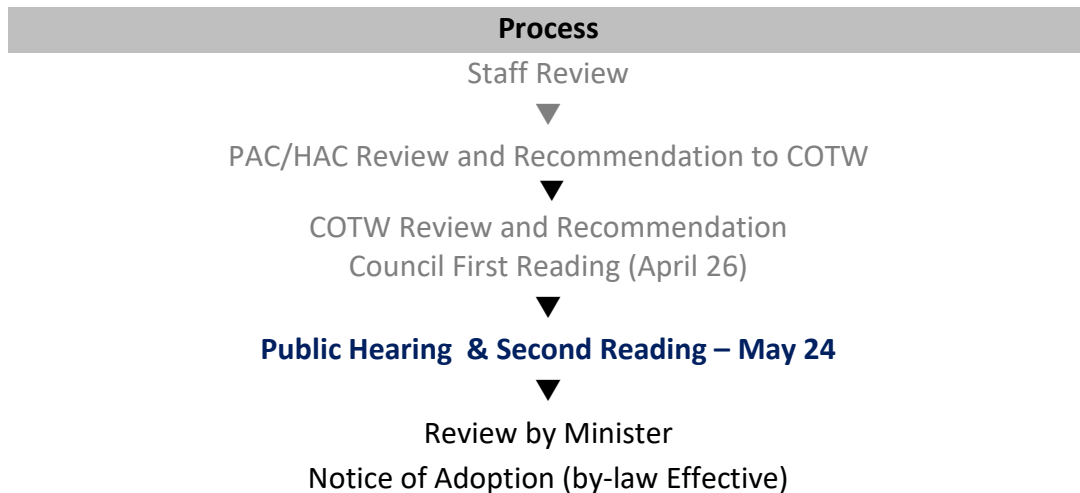 Process
Staff Review
PAC/HAC Review and Recommendation to COTW
COTW Review and Recommendation
Council First Reading (April 26)
Public Hearing & Second Reading – May 24
Review by Minister
Notice of Adoption (by-law Effective)